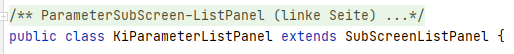 /** ParameterSubScreen-ListPanel (linke Seite) ...*/
public class KiParameterListPanel extends SubScreenListPanel {